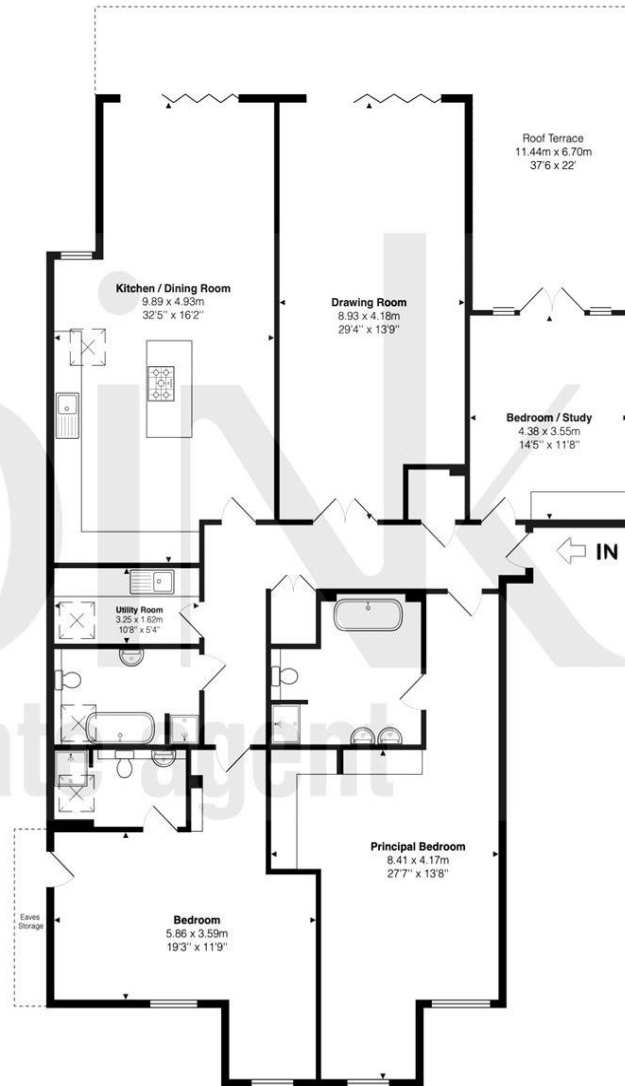 Roof Terrace
11.44m x 6.70m
37'6 x 22'
Kitchen / Dining Room
9.89 x 4.93m
32'5" x 16'2"
Drawing Room
8.93 x 4.18m
29'4" x 13'9"
Bedroom / Study
4.38 x 3.55m
14'5" x 11'8"
IN
Utility Room
3.25 x 1.62m
10'8" x 5'4"
Principal Bedroom
8.41 x 4.17m
27'7" x 13'8"
Eaves
Storage
Bedroom
5.86 x 3.59m
19'3" x 11'9"
agent